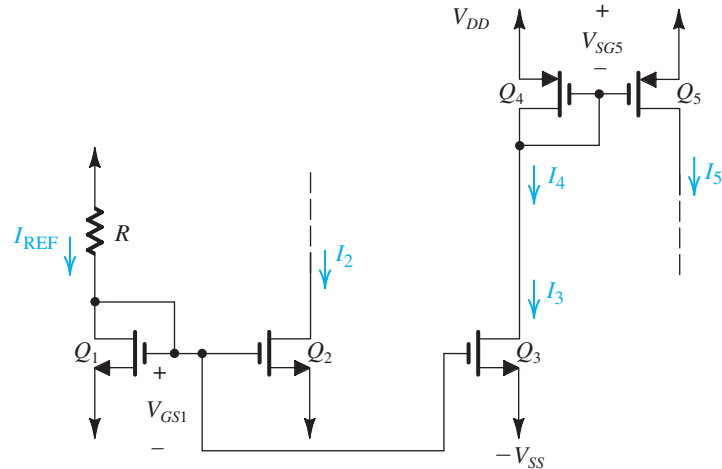 V_DD
+
V_SG5
−
Q_4
Q_5
I_4
I_5
I_REF
R
I_2
I_3
Q_1
Q_2
Q_3
+
V_GS1
−
−V_SS